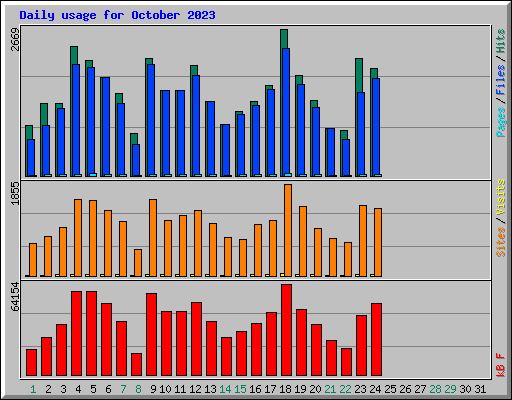 Daily usage for October 2023
2669
Pages / Files / Hits
1855
Sites / Visits
64154
kB F
1 2 3 4 5 6 7 8 9 10 11 12 13 14 15 16 17 18 19 20 21 22 23 24 25 26 27 28 29 30 31